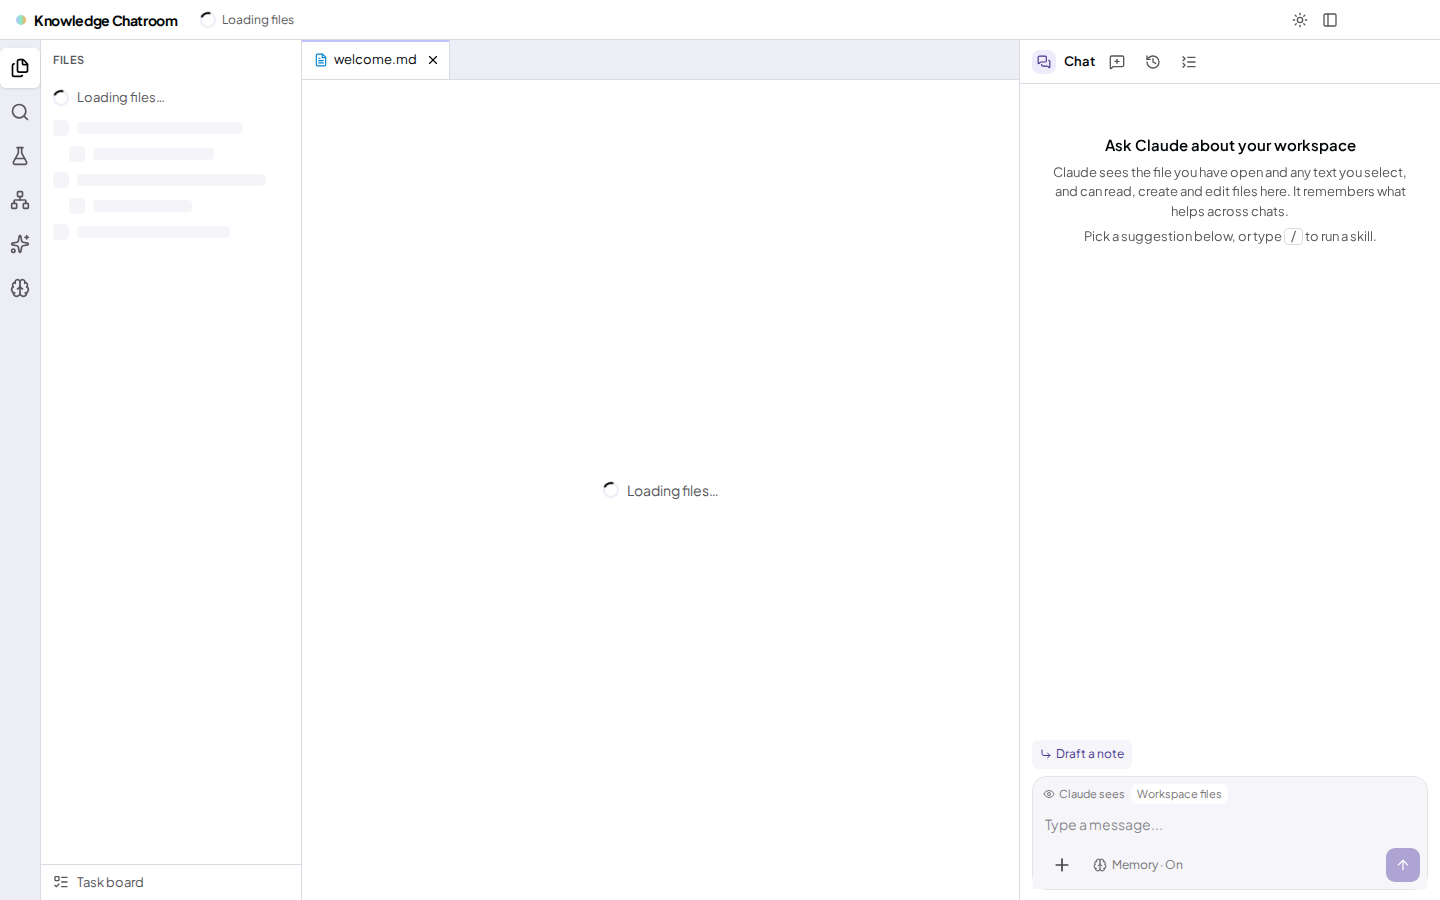 Knowledge Chatroom
Loading files
FILES
Loading files…
Task board
welcome.md
Loading files…
Chat
Ask Claude about your workspace
Claude sees the file you have open and any text you select,
and can read, create and edit files here. It remembers what
helps across chats.
Pick a suggestion below, or type / to run a skill.
Draft a note
Claude sees Workspace files
Type a message...
Memory · On